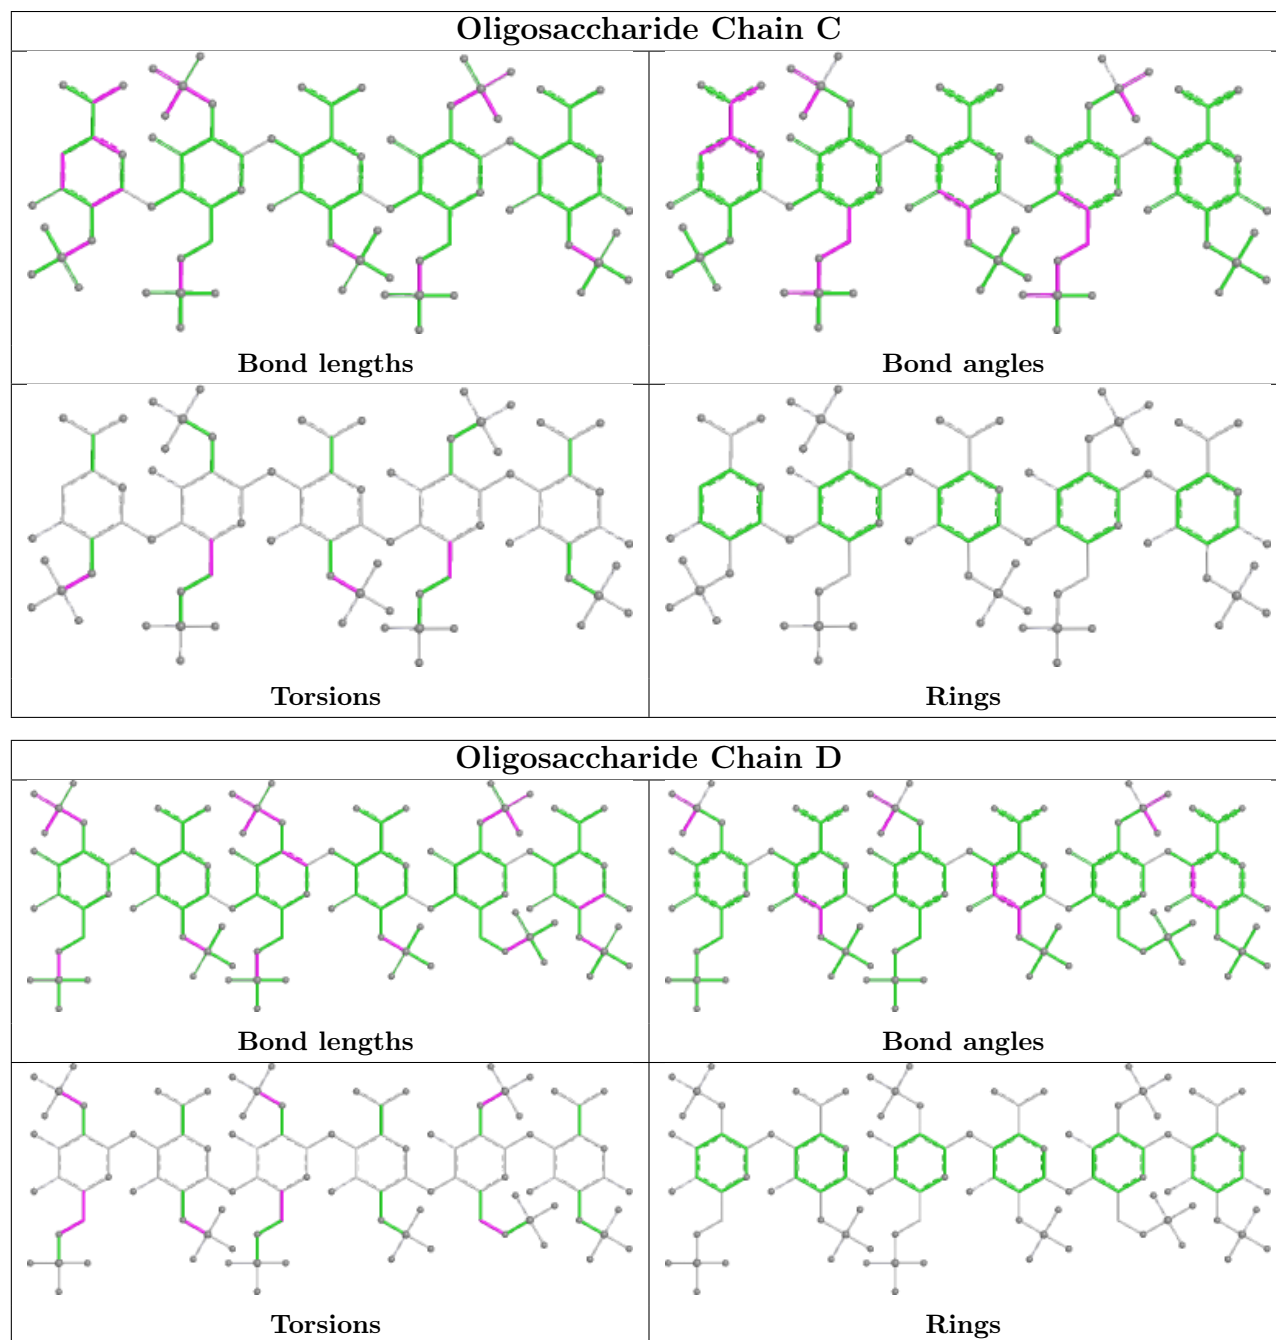 Oligosaccharide Chain C
Bond lengths
Bond angles
Torsions
Rings
Oligosaccharide Chain D
Bond lengths
Bond angles
Torsions
Rings